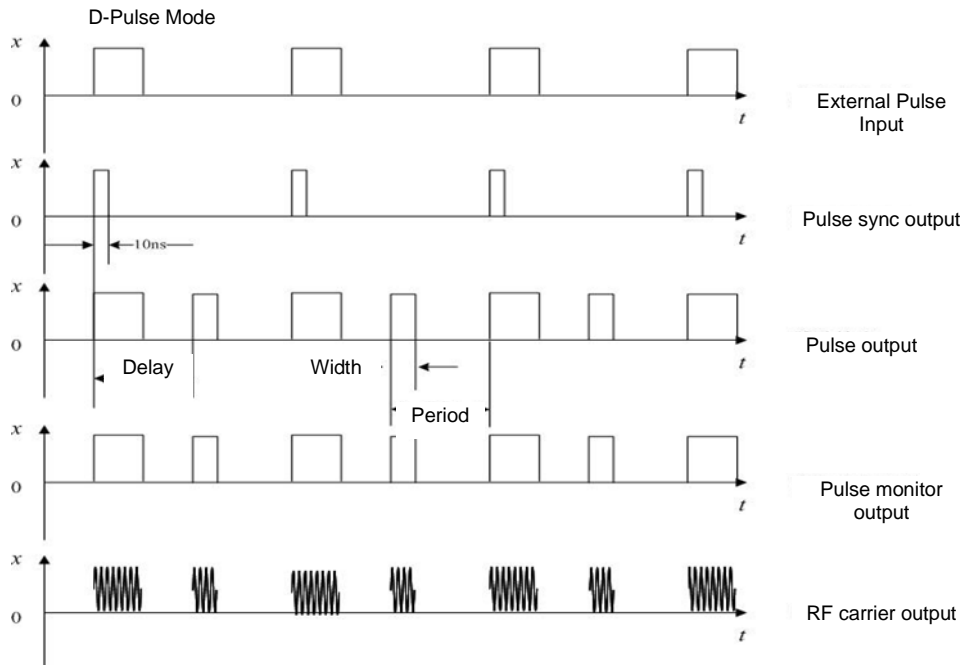 D-Pulse Mode
x
0
t
External Pulse
Input
x
0
t
Pulse sync output
10ns
x
0
t
Pulse output
Delay
Width
Period
x
0
t
Pulse monitor
output
x
0
t
RF carrier output